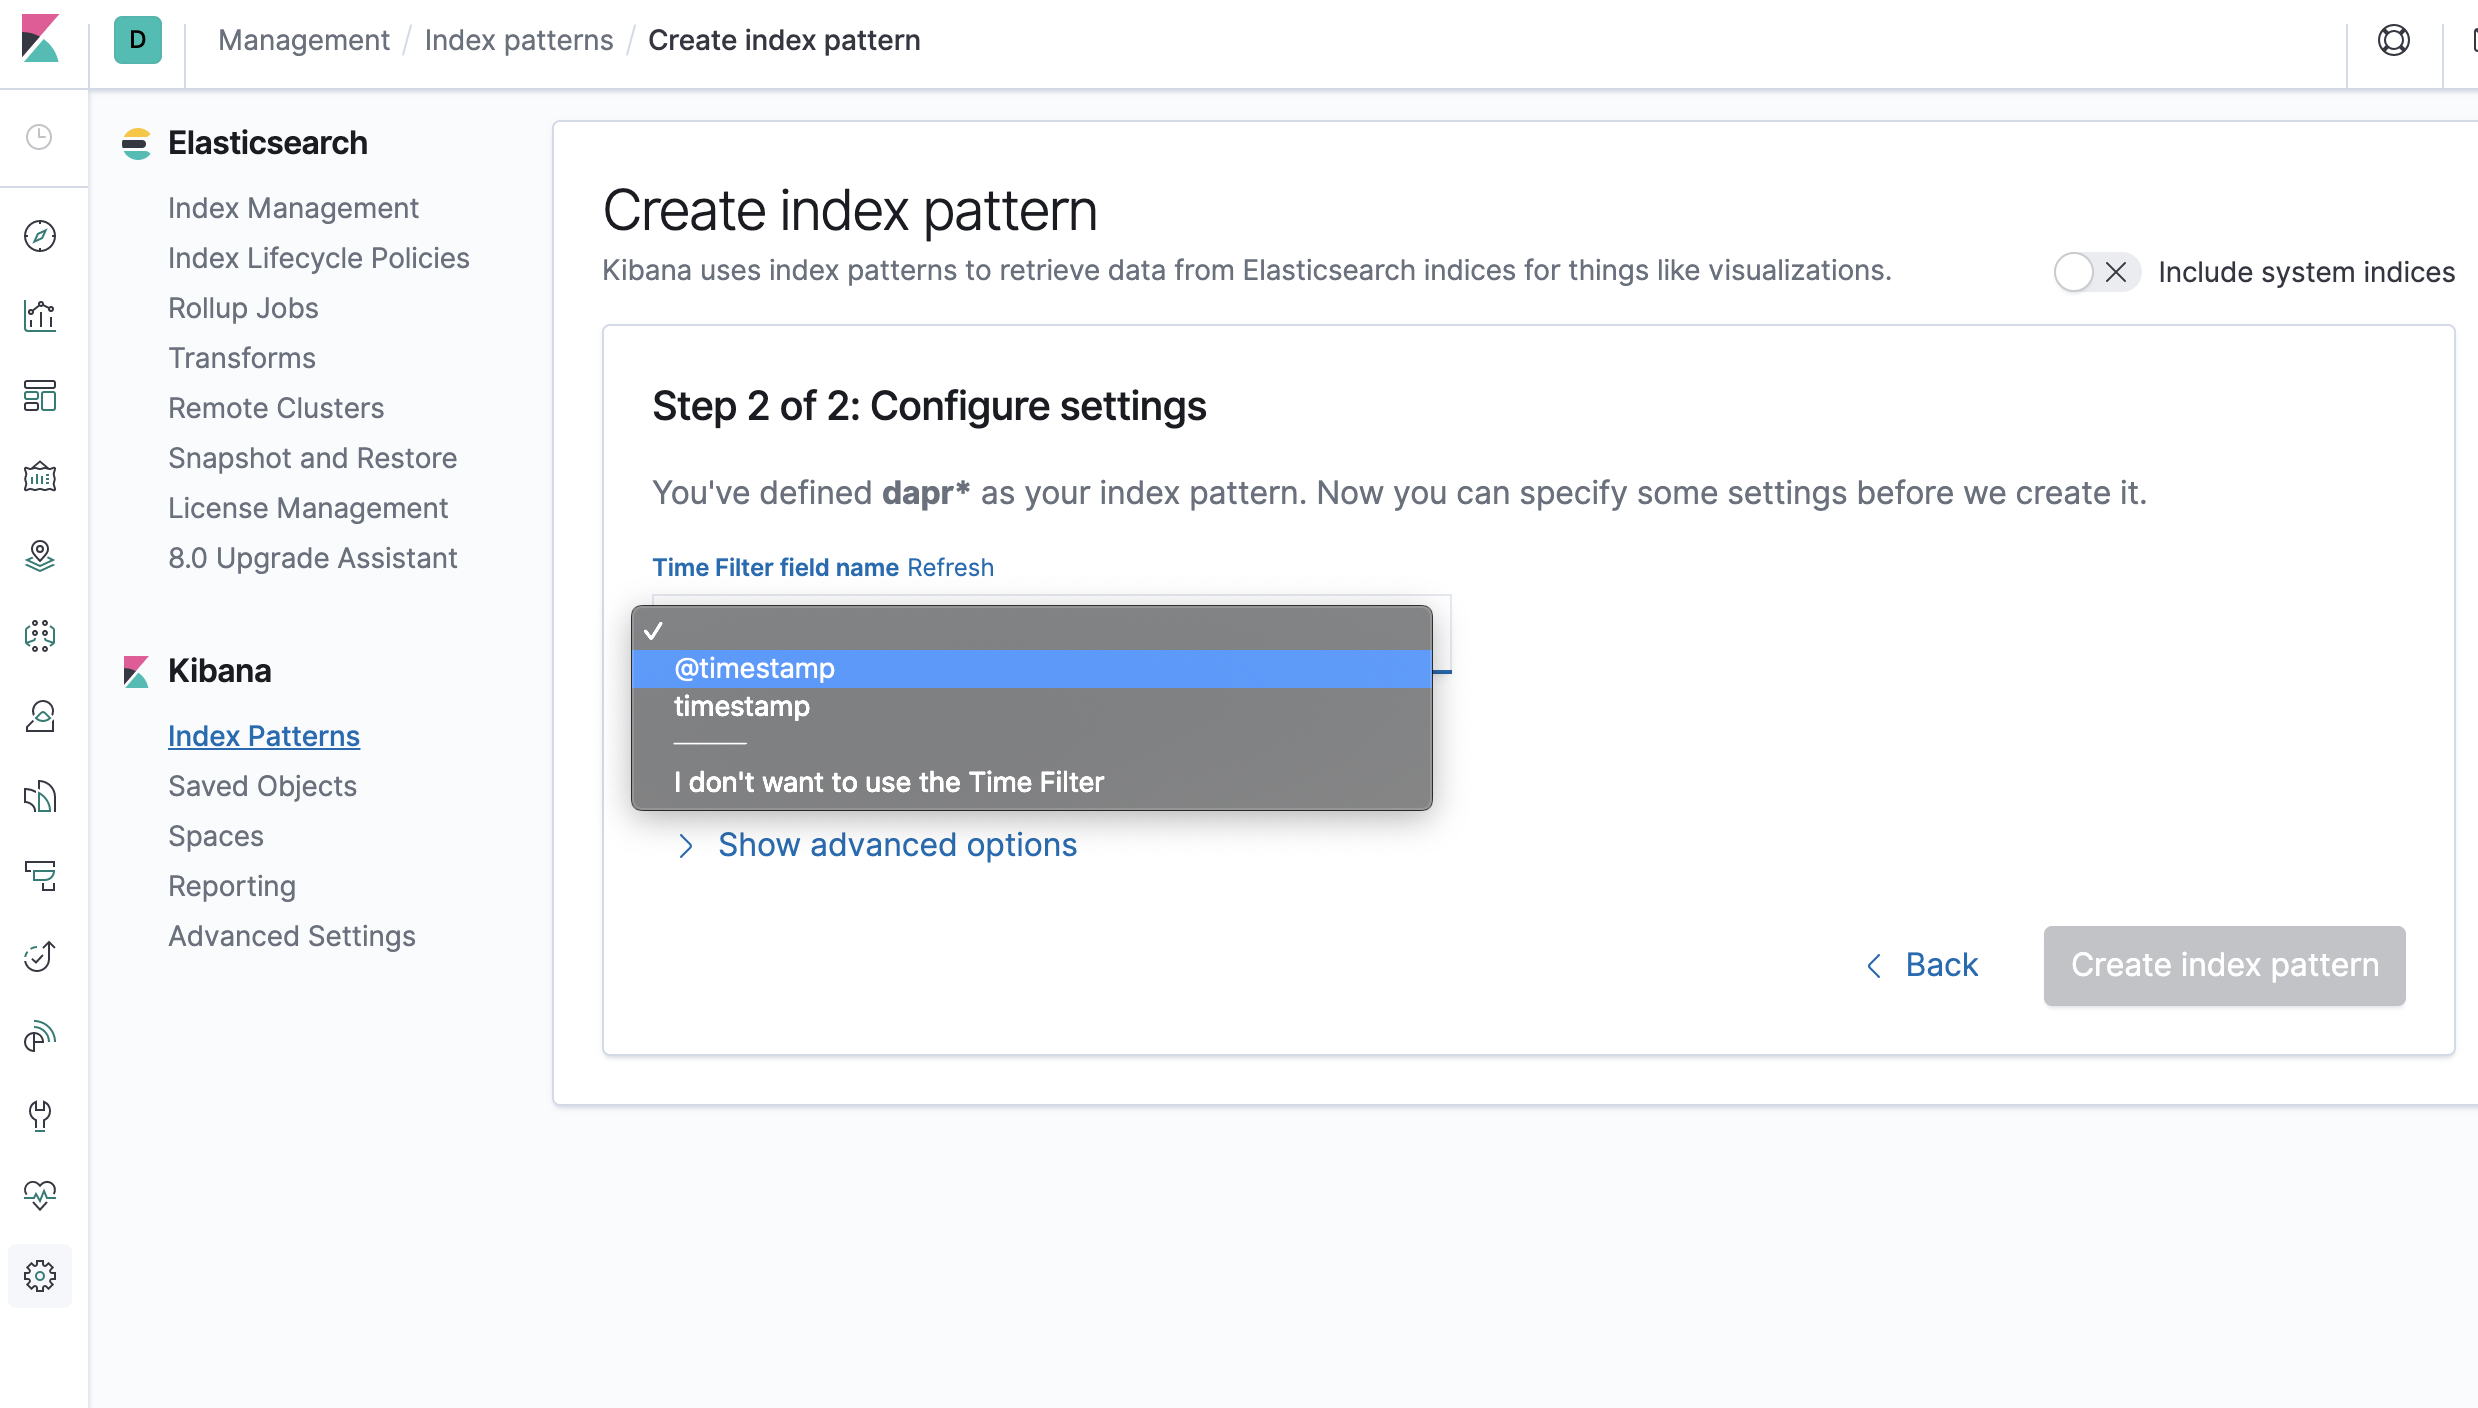 D
Management / Index patterns / Create index pattern
Elasticsearch
Index Management
Index Lifecycle Policies
Rollup Jobs
Transforms
Remote Clusters
Snapshot and Restore
License Management
8.0 Upgrade Assistant
Kibana
Index Patterns
Saved Objects
Spaces
Reporting
Advanced Settings
Create index pattern
Kibana uses index patterns to retrieve data from Elasticsearch indices for things like visualizations.
Include system indices
Step 2 of 2: Configure settings
You've defined dapr* as your index pattern. Now you can specify some settings before we create it.
Time Filter field name Refresh
@timestamp
timestamp
I don't want to use the Time Filter
Show advanced options
Back
Create index pattern